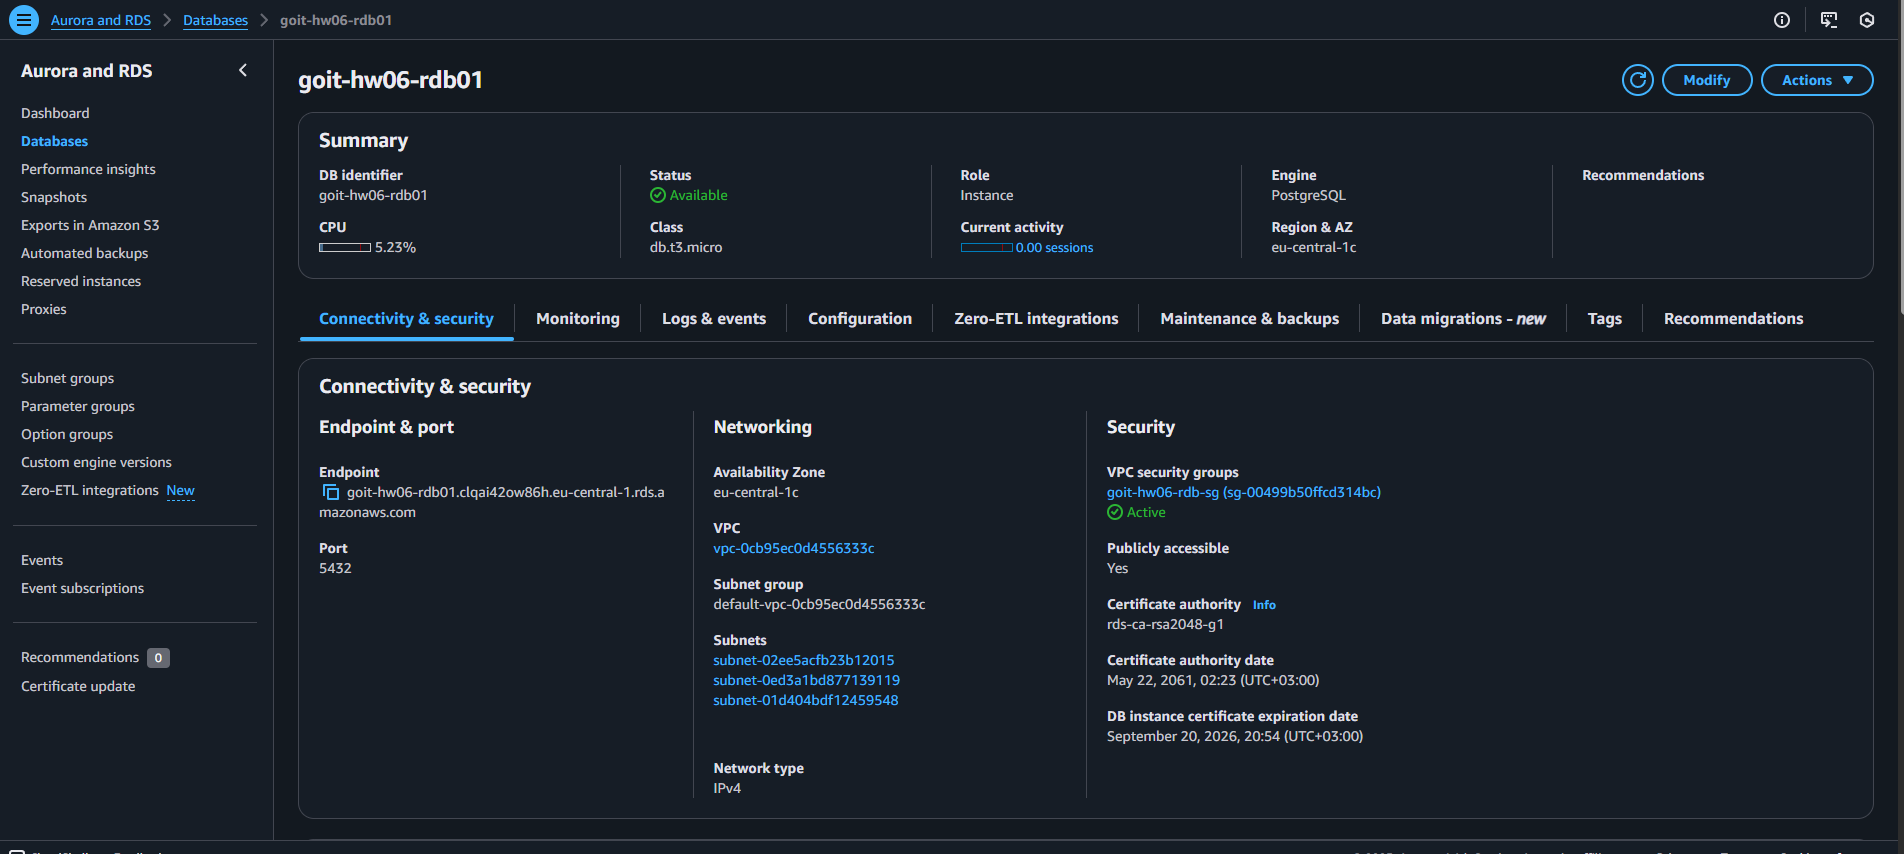 Aurora and RDS > Databases > goit-hw06-rdb01
Aurora and RDS
Dashboard
Databases
Performance insights
Snapshots
Exports in Amazon S3
Automated backups
Reserved instances
Proxies
Subnet groups
Parameter groups
Option groups
Custom engine versions
Zero-ETL integrations New
Events
Event subscriptions
Recommendations 0
Certificate update
goit-hw06-rdb01
Modify
Actions
Summary
DB identifier
goit-hw06-rdb01
CPU
5.23%
Status
Available
Class
db.t3.micro
Role
Instance
Current activity
0.00 sessions
Engine
PostgreSQL
Region & AZ
eu-central-1c
Recommendations
Connectivity & security
Monitoring
Logs & events
Configuration
Zero-ETL integrations
Maintenance & backups
Data migrations - new
Tags
Recommendations
Connectivity & security
Endpoint & port
Endpoint
goit-hw06-rdb01.clqai42ow86h.eu-central-1.rds.a
mazonaws.com
Port
5432
Networking
Availability Zone
eu-central-1c
VPC
vpc-0cb95ec0d4556333c
Subnet group
default-vpc-0cb95ec0d4556333c
Subnets
subnet-02ee5acfb23b12015
subnet-0ed3a1bd877139119
subnet-01d404bdf12459548
Network type
IPv4
Security
VPC security groups
goit-hw06-rdb-sg (sg-00499b50ffcd314bc)
Active
Publicly accessible
Yes
Certificate authority Info
rds-ca-rsa2048-g1
Certificate authority date
May 22, 2061, 02:23 (UTC+03:00)
DB instance certificate expiration date
September 20, 2026, 20:54 (UTC+03:00)